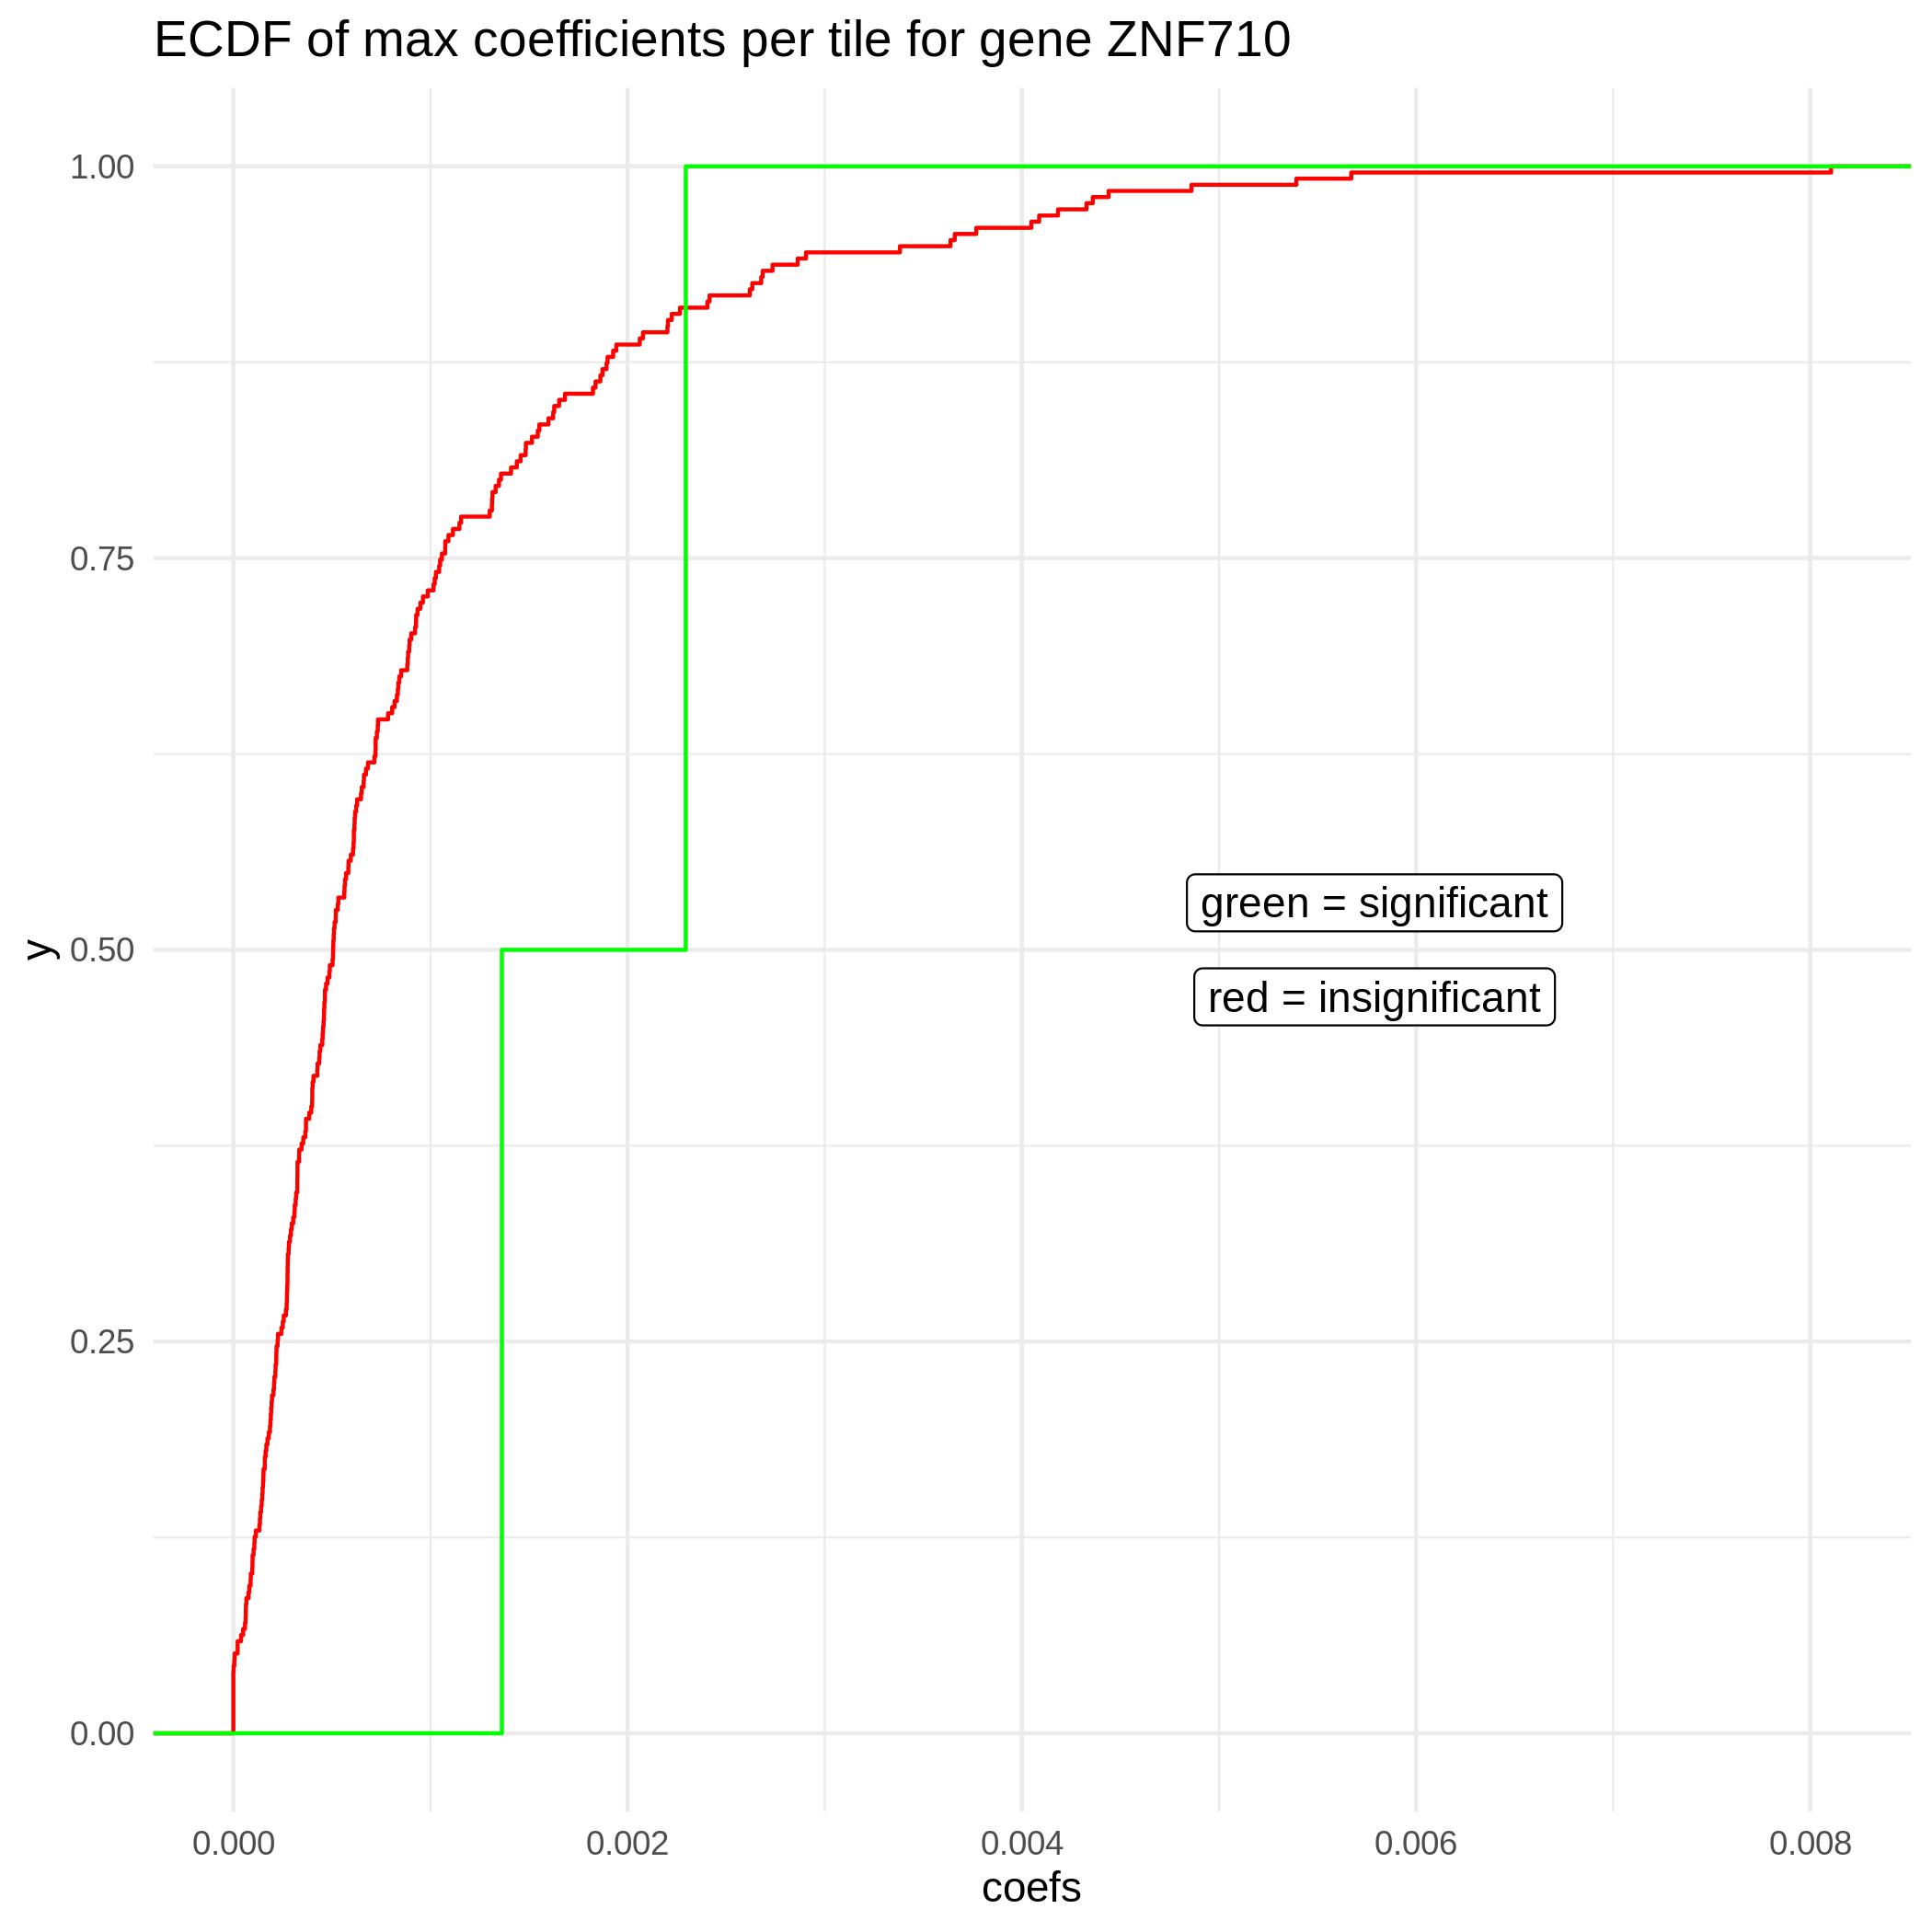 ECDF of max coefficients per tile for gene ZNF710
1.00
0.75
0.50
0.25
0.00
y
green = significant
red = insignificant
0.000 0.002 0.004 0.006 0.008
coefs